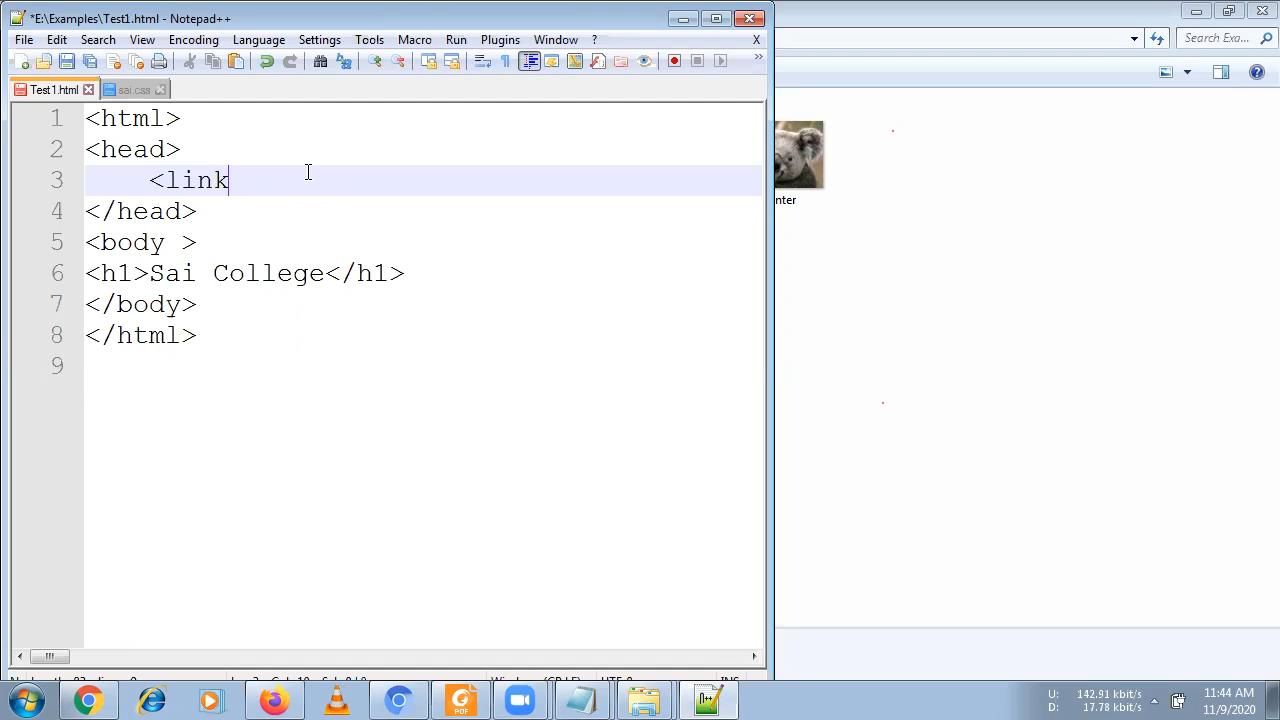 *E:\Examples\Test1.html - Notepad++
File Edit Search View Encoding Language Settings Tools Macro Run Plugins Window ? X
Search Exa...
Test1.html sai.css
1 <html>
2 <head>
3 <link
4 </head>
5 <body >
6 <h1>Sai College</h1>
7 </body>
8 </html>
9
nter
PDF
U: 142.91 kbit/s
D: 17.78 kbit/s
11:44 AM
11/9/2020